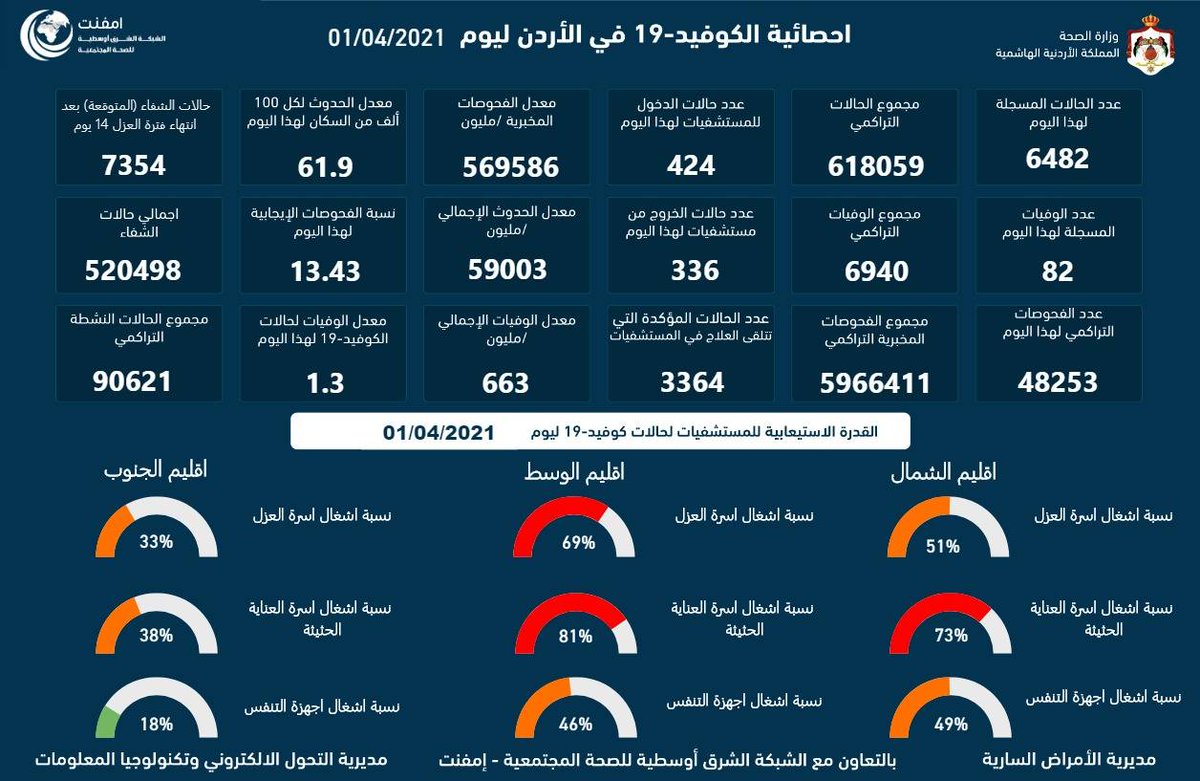 وزارة الصحة
المملكة الأردنية الهاشمية
احصائية الكوفيد-19 في الأردن ليوم 01/04/2021
امفنت
الشبكة الشرق أوسطية
للصحة المجتمعية
عدد الحالات المسجلة
لهذا اليوم
6482
مجموع الحالات
التراكمي
618059
عدد حالات الدخول
للمستشفيات لهذا اليوم
424
معدل الفحوصات
المخبرية /مليون
569586
معدل الحدوث لكل 100
ألف من السكان لهذا اليوم
61.9
حالات الشفاء (المتوقعة) بعد
انتهاء فترة العزل 14 يوم
7354
عدد الوفيات
المسجلة لهذا اليوم
82
مجموع الوفيات
التراكمي
6940
عدد حالات الخروج من
مستشفيات لهذا اليوم
336
معدل الحدوث الإجمالي
/مليون
59003
نسبة الفحوصات الإيجابية
لهذا اليوم
13.43
اجمالي حالات
الشفاء
520498
عدد الفحوصات
التراكمي لهذا اليوم
48253
مجموع الفحوصات
المخبرية التراكمي
5966411
عدد الحالات المؤكدة التي
تتلقى العلاج في المستشفيات
3364
معدل الوفيات الإجمالي
/مليون
663
معدل الوفيات لحالات
الكوفيد-19 لهذا اليوم
1.3
مجموع الحالات النشطة
التراكمي
90621
القدرة الاستيعابية للمستشفيات لحالات كوفيد-19 ليوم 01/04/2021
اقليم الشمال
نسبة اشغال اسرة العزل
51%
نسبة اشغال اسرة العناية
الحثيثة
73%
نسبة اشغال اجهزة التنفس
49%
اقليم الوسط
نسبة اشغال اسرة العزل
69%
نسبة اشغال اسرة العناية
الحثيثة
81%
نسبة اشغال اجهزة التنفس
46%
اقليم الجنوب
نسبة اشغال اسرة العزل
33%
نسبة اشغال اسرة العناية
الحثيثة
38%
نسبة اشغال اجهزة التنفس
18%
مديرية الأمراض السارية
بالتعاون مع الشبكة الشرق أوسطية للصحة المجتمعية - إمفنت
مديرية التحول الالكتروني وتكنولوجيا المعلومات